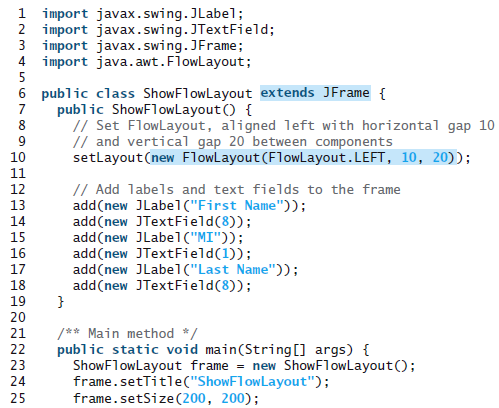 1 import javax.swing.JLabel;
2 import javax.swing.JTextField;
3 import javax.swing.JFrame;
4 import java.awt.FlowLayout;
5
6 public class ShowFlowLayout extends JFrame {
7   public ShowFlowLayout() {
8     // Set FlowLayout, aligned left with horizontal gap 10
9     // and vertical gap 20 between components
10     setLayout(new FlowLayout(FlowLayout.LEFT, 10, 20));
11
12     // Add labels and text fields to the frame
13     add(new JLabel("First Name"));
14     add(new JTextField(8));
15     add(new JLabel("MI"));
16     add(new JTextField(1));
17     add(new JLabel("Last Name"));
18     add(new JTextField(8));
19   }
20
21   /** Main method */
22   public static void main(String[] args) {
23     ShowFlowLayout frame = new ShowFlowLayout();
24     frame.setTitle("ShowFlowLayout");
25     frame.setSize(200, 200);